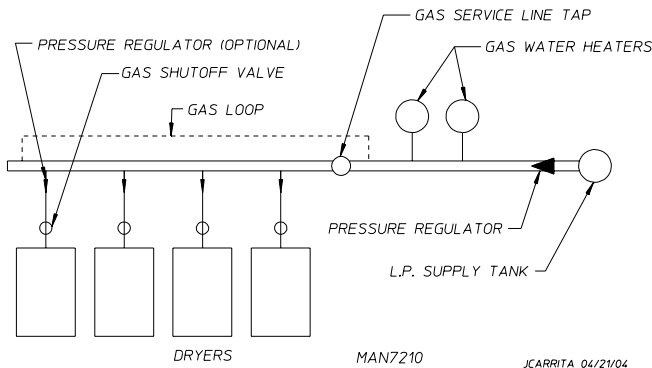 GAS SERVICE LINE TAP
PRESSURE REGULATOR (OPTIONAL)
GAS WATER HEATERS
GAS SHUTOFF VALVE
GAS LOOP
PRESSURE REGULATOR
L.P. SUPPLY TANK
DRYERS
MAN7210
JCARRITA 04/21/04